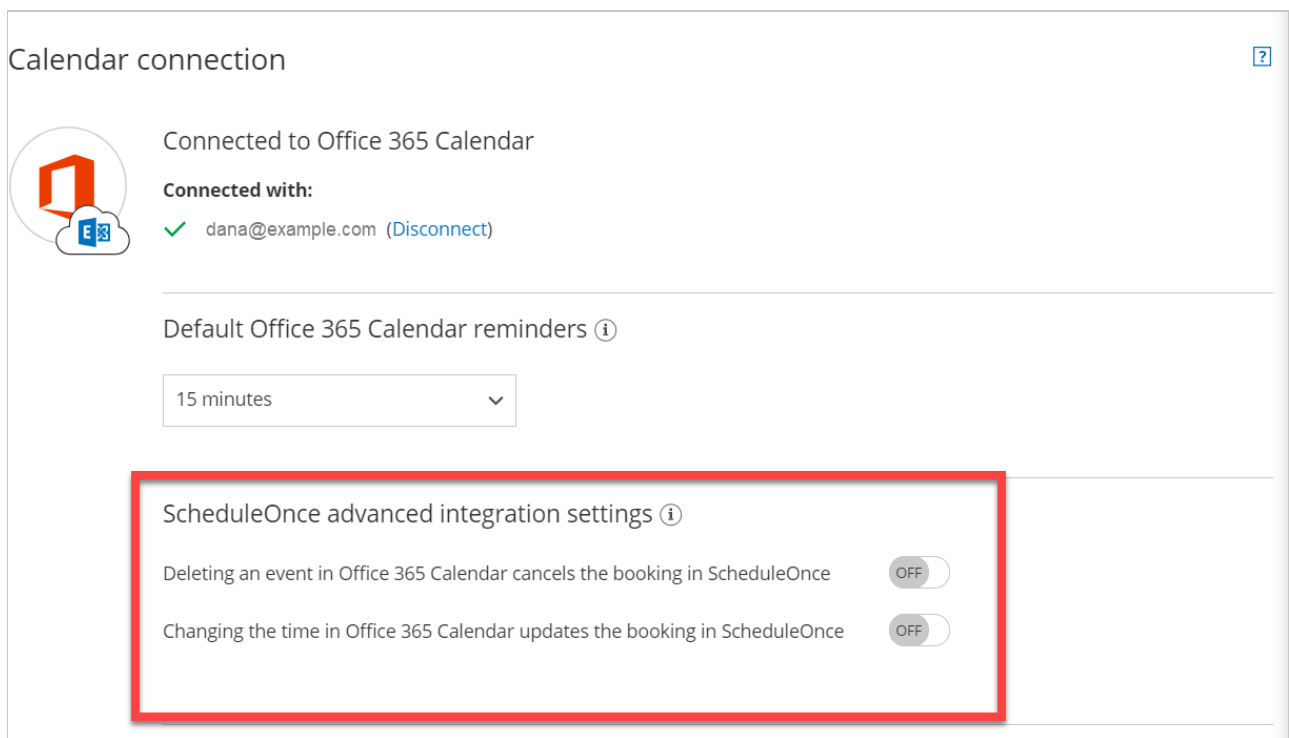 Calendar connection
?
Connected to Office 365 Calendar
Connected with:
dana@example.com (Disconnect)
E
Default Office 365 Calendar reminders i
15 minutes
ScheduleOnce advanced integration settings i
Deleting an event in Office 365 Calendar cancels the booking in ScheduleOnce OFF
Changing the time in Office 365 Calendar updates the booking in ScheduleOnce OFF